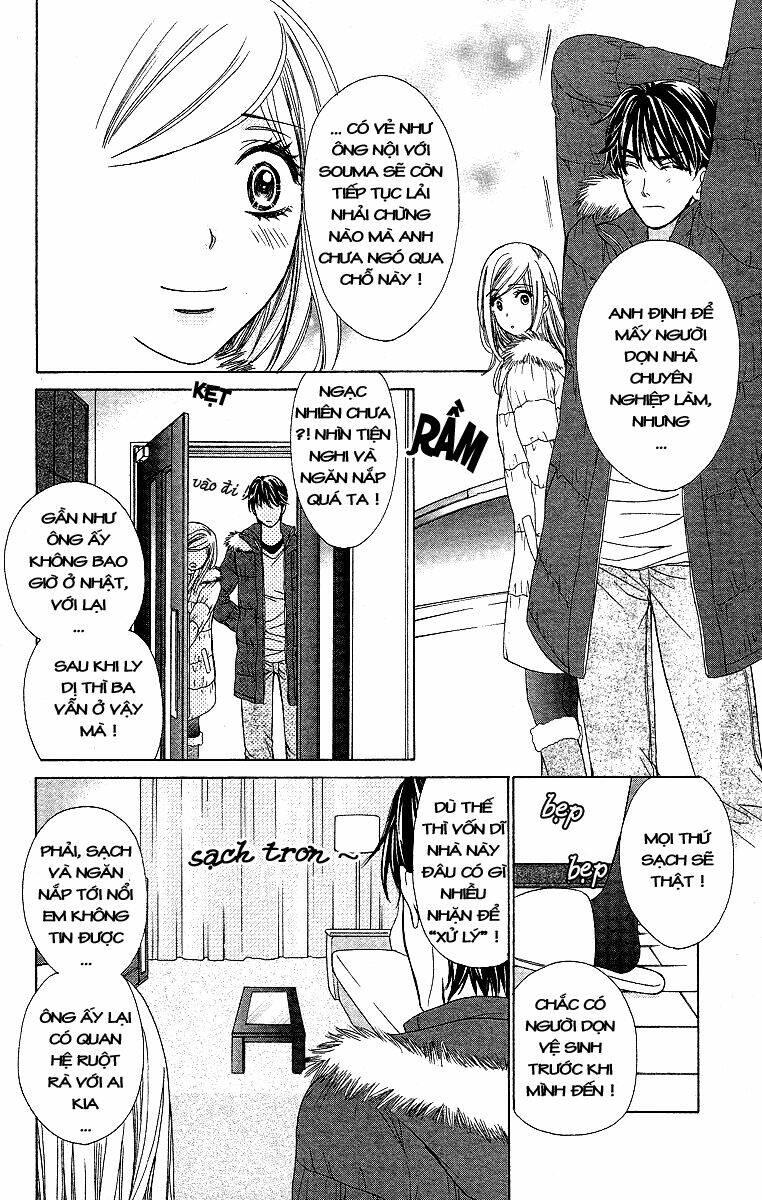 ANH ĐỊNH ĐỂ
MẤY NGƯỜI
DỌN NHÀ
CHUYÊN
NGHIỆP LÀM,
NHƯNG
...
... CÓ VẺ NHƯ
ÔNG NỘI VỚI
SOUMA SẼ CÒN
TIẾP TỤC LẢI
NHẢI CHỪNG
NÀO MÀ ANH
CHƯA NGÓ QUA
CHỖ NÀY !
RẦM
NGẠC
NHIÊN CHƯA
?! NHÌN TIỆN
NGHI VÀ
NGĂN NẮP
QUÁ TA !
KẸT
vào đi
GẦN NHƯ
ÔNG ẤY
KHÔNG BAO
GIỜ Ở NHẬT,
VỚI LẠI
...
SAU KHI LY
DỊ THÌ BA
VẪN Ở VẬY
MÀ !
bẹp
bẹp
MỌI THỨ
SẠCH SẼ
THẬT !
CHẮC CÓ
NGƯỜI DỌN
VỆ SINH
TRƯỚC KHI
MÌNH ĐẾN !
DÙ THẾ
THÌ VỐN DĨ
NHÀ NÀY
ĐÂU CÓ GÌ
NHIỀU
NHẶN ĐỂ
"XỬ LÝ" !
sạch trơn ~
PHẢI, SẠCH
VÀ NGĂN
NẮP TỚI NỔI
EM KHÔNG
TIN ĐƯỢC
...
ÔNG ẤY LẠI
CÓ QUAN
HỆ RUỘT
RÀ VỚI AI
KIA
...